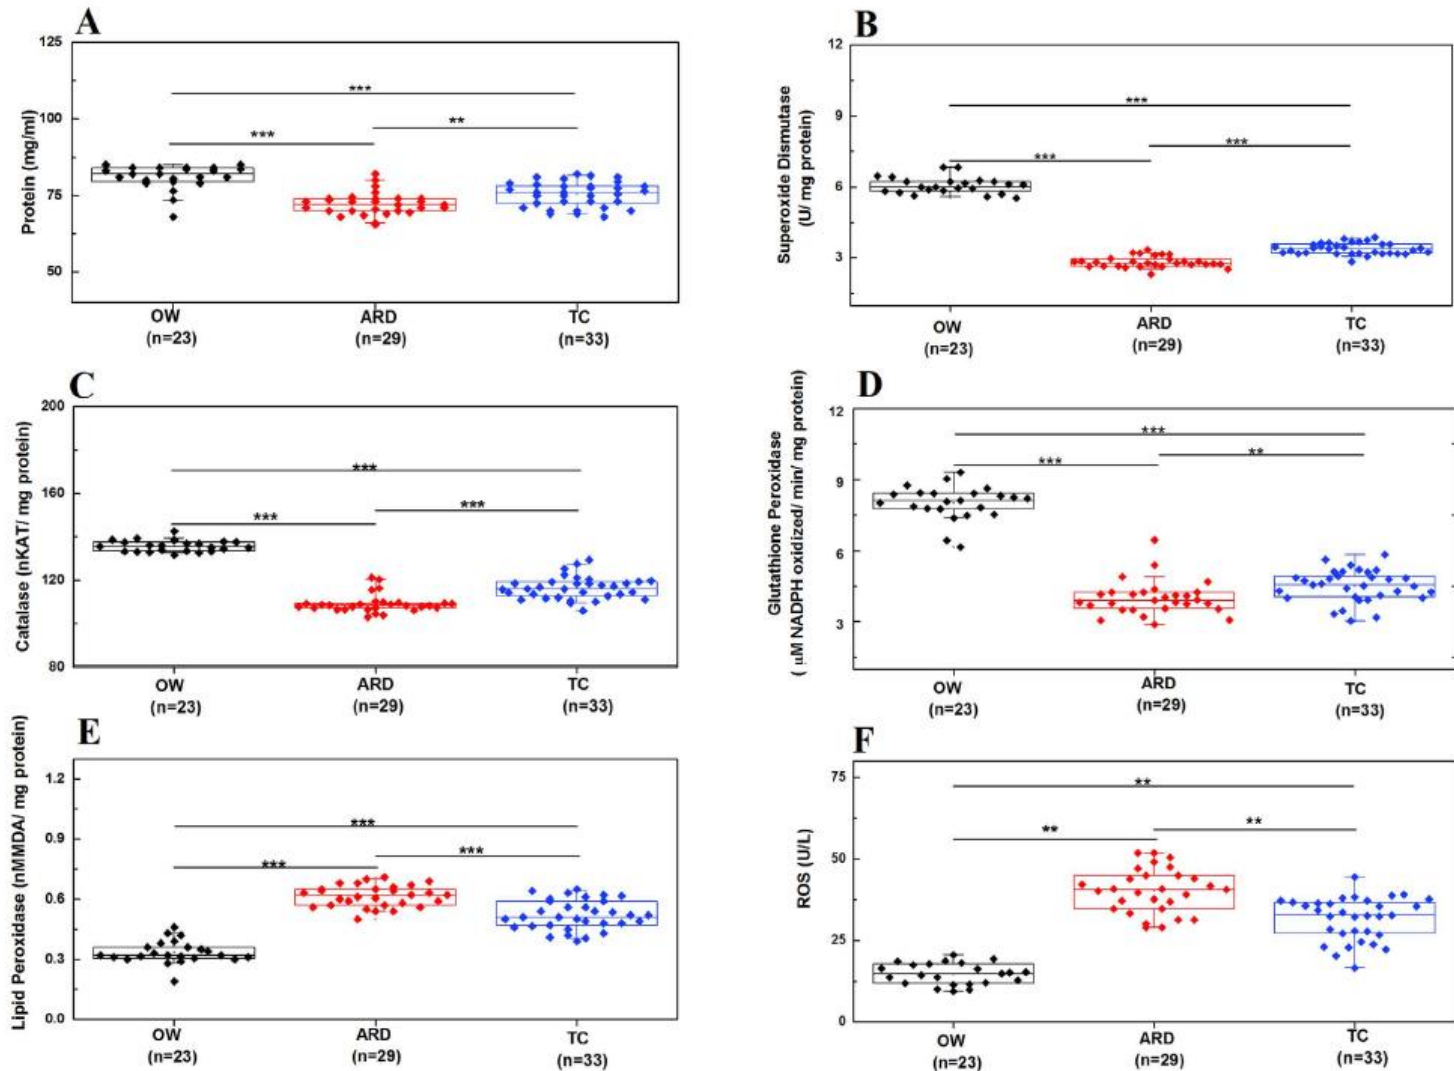 A
Protein (mg/ml)
125
100
75
50
***
***
**
OW
(n=23)
ARD
(n=29)
TC
(n=33)
B
Superoxide Dismutase
(U/ mg protein)
12
9
6
3
***
***
***
OW
(n=23)
ARD
(n=29)
TC
(n=33)
C
Catalase (nKAT/ mg protein)
200
160
120
80
***
***
***
OW
(n=23)
ARD
(n=29)
TC
(n=33)
D
Glutathione Peroxidase
( µM NADPH oxidized/ min/ mg protein)
12
9
6
3
***
***
**
OW
(n=23)
ARD
(n=29)
TC
(n=33)
E
Lipid Peroxidase (nMMDA/ mg protein)
1.2
0.9
0.6
0.3
0.0
***
***
***
OW
(n=23)
ARD
(n=29)
TC
(n=33)
F
ROS (U/L)
75
50
25
0
**
**
**
OW
(n=23)
ARD
(n=29)
TC
(n=33)